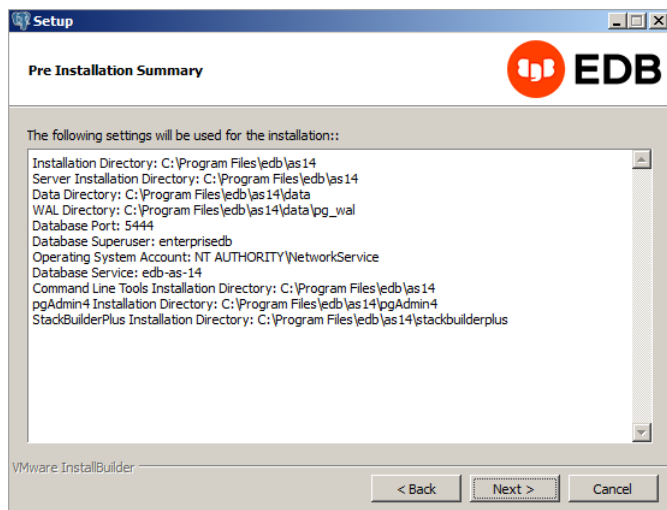 Setup
Pre Installation Summary
EDB
The following settings will be used for the installation::
Installation Directory: C:\Program Files\edb\as14
Server Installation Directory: C:\Program Files\edb\as14
Data Directory: C:\Program Files\edb\as14\data
WAL Directory: C:\Program Files\edb\as14\data\pg_wal
Database Port: 5444
Database Superuser: enterprisedb
Operating System Account: NT AUTHORITY\NetworkService
Database Service: edb-as-14
Command Line Tools Installation Directory: C:\Program Files\edb\as14
pgAdmin4 Installation Directory: C:\Program Files\edb\as14\pgAdmin4
StackBuilderPlus Installation Directory: C:\Program Files\edb\as14\stackbuilderplus
VMware InstallBuilder
< Back
Next >
Cancel